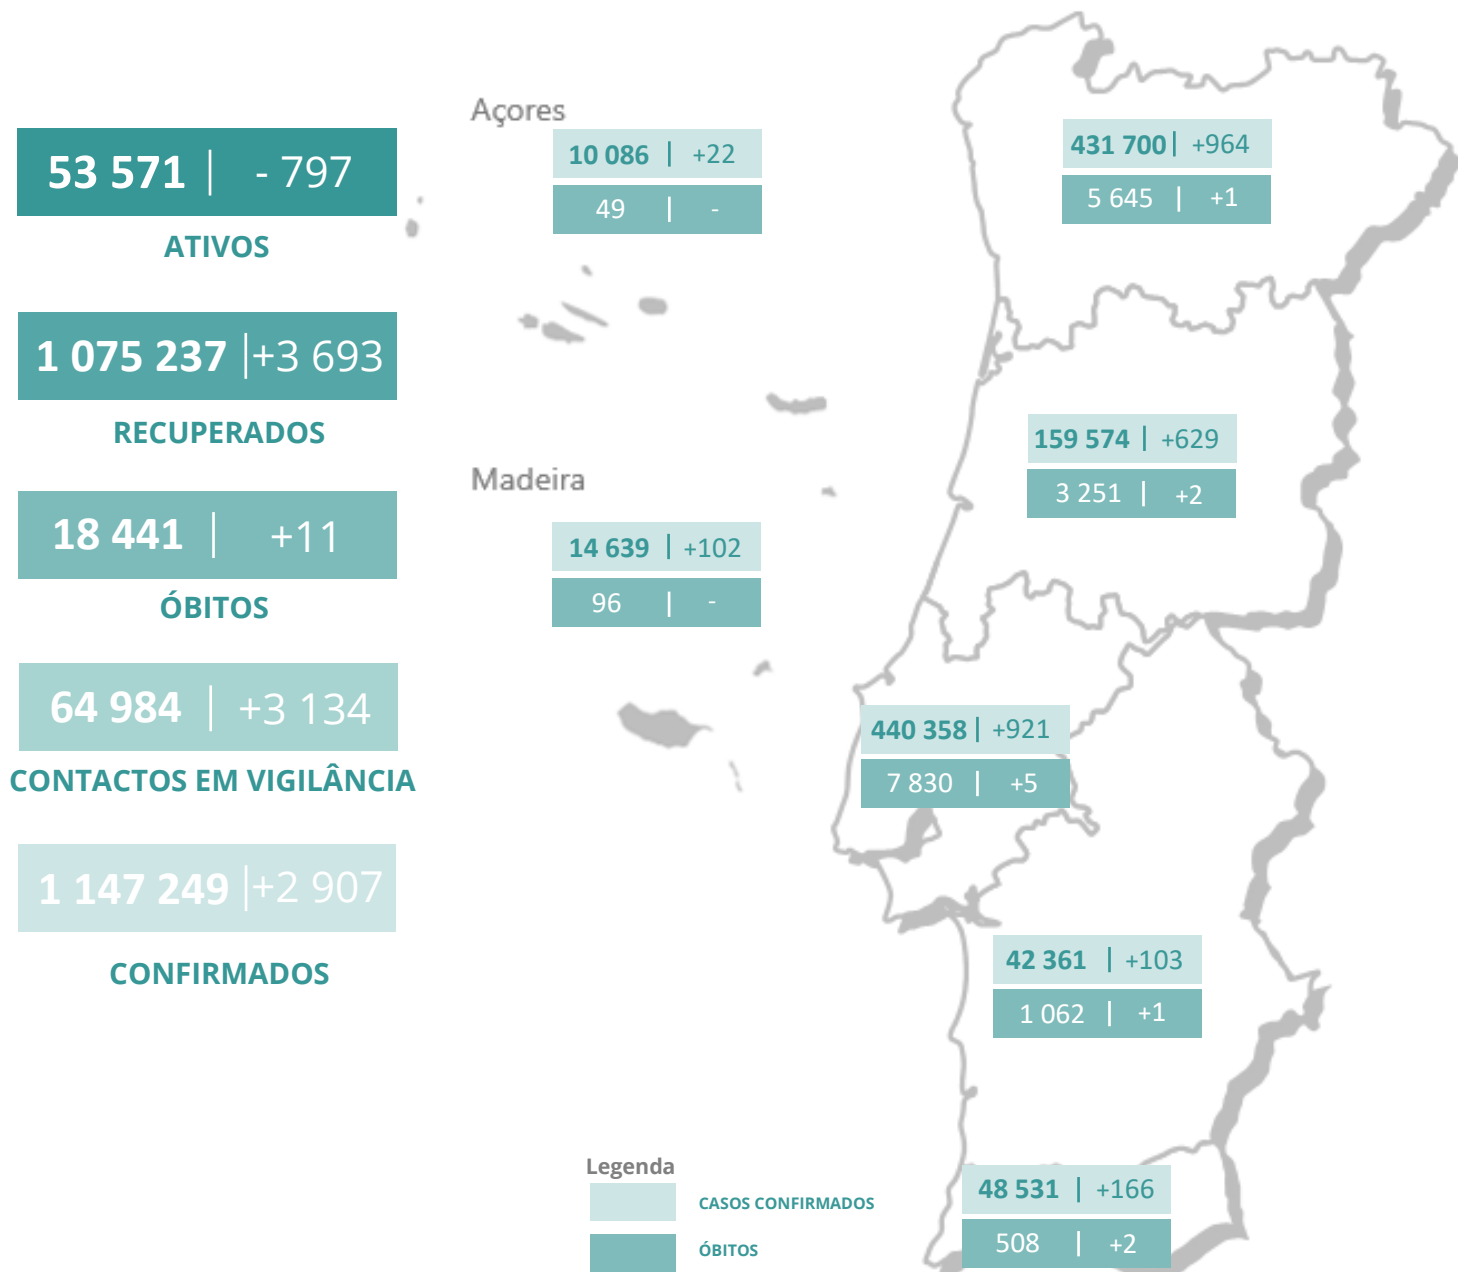 53 571 | - 797
ATIVOS
1 075 237 |+3 693
RECUPERADOS
18 441 | +11
ÓBITOS
64 984 | +3 134
CONTACTOS EM VIGILÂNCIA
1 147 249 |+2 907
CONFIRMADOS
Açores
10 086 | +22
49 | -
Madeira
14 639 | +102
96 | -
431 700 | +964
5 645 | +1
159 574 | +629
3 251 | +2
440 358 | +921
7 830 | +5
42 361 | +103
1 062 | +1
48 531 | +166
508 | +2
Legenda
CASOS CONFIRMADOS
ÓBITOS